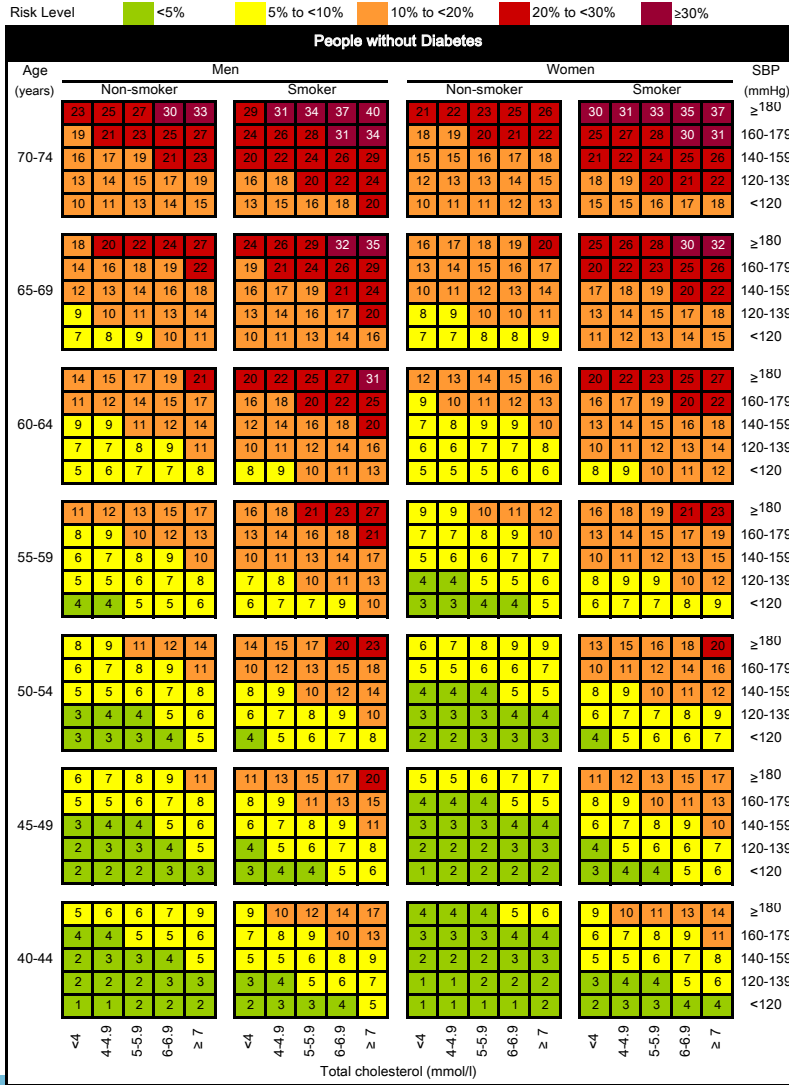 Risk Level <5% 5% to <10% 10% to <20% 20% to <30% ≥30%
People without Diabetes
Age Men Women SBP
(years) Non-smoker Smoker Non-smoker Smoker (mmHg)
23 25 27 30 33 29 31 34 37 40 21 22 23 25 26 30 31 33 35 37 ≥180
19 21 23 25 27 24 26 28 31 34 18 19 20 21 22 25 27 28 30 31 160-179
70-74 16 17 19 21 23 20 22 24 26 29 15 15 16 17 18 21 22 24 25 26 140-159
13 14 15 17 19 16 18 20 22 24 12 13 13 14 15 18 19 20 21 22 120-139
10 11 13 14 15 13 15 16 18 20 10 11 11 12 13 15 15 16 17 18 <120
18 20 22 24 27 24 26 29 32 35 16 17 18 19 20 25 26 28 30 32 ≥180
14 16 18 19 22 19 21 24 26 29 13 14 15 16 17 20 22 23 25 26 160-179
65-69 12 13 14 16 18 16 17 19 21 24 10 11 12 13 14 17 18 19 20 22 140-159
9 10 11 13 14 13 14 16 17 20 8 9 10 10 11 13 14 15 17 18 120-139
7 8 9 10 11 10 11 13 14 16 7 7 8 8 9 11 12 13 14 15 <120
14 15 17 19 21 20 22 25 27 31 12 13 14 15 16 20 22 23 25 27 ≥180
11 12 14 15 17 16 18 20 22 25 9 10 11 12 13 16 17 19 20 22 160-179
60-64 9 9 11 12 14 12 14 16 18 20 7 8 9 9 10 13 14 15 16 18 140-159
7 7 8 9 11 10 11 12 14 16 6 6 7 7 8 10 11 12 13 14 120-139
5 6 7 7 8 8 9 10 11 13 5 5 5 6 6 8 9 10 11 12 <120
11 12 13 15 17 16 18 21 23 27 9 9 10 11 12 16 18 19 21 23 ≥180
8 9 10 12 13 13 14 16 18 21 7 7 8 9 10 13 14 15 17 19 160-179
55-59 6 7 8 9 10 10 11 13 14 17 5 6 6 7 7 10 11 12 13 15 140-159
5 5 6 7 8 7 8 10 11 13 4 4 5 5 6 8 9 9 10 12 120-139
4 4 5 5 6 6 7 7 9 10 3 3 4 4 5 6 7 7 8 9 <120
8 9 11 12 14 14 15 17 20 23 6 7 8 9 9 13 15 16 18 20 ≥180
6 7 8 9 11 10 12 13 15 18 5 5 6 6 7 10 11 12 14 16 160-179
50-54 5 5 6 7 8 8 9 10 12 14 4 4 4 5 5 8 9 10 11 12 140-159
3 4 4 5 6 6 7 8 9 10 3 3 3 4 4 6 7 7 8 9 120-139
3 3 3 4 5 4 5 6 7 8 2 2 3 3 3 4 5 6 6 7 <120
6 7 8 9 11 11 13 15 17 20 5 5 6 7 7 11 12 13 15 17 ≥180
5 5 6 7 8 8 9 11 13 15 4 4 4 5 5 8 9 10 11 13 160-179
45-49 3 4 4 5 6 6 7 8 9 11 3 3 3 4 4 6 7 8 9 10 140-159
2 3 3 4 5 4 5 6 7 8 2 2 2 3 3 4 5 6 6 7 120-139
2 2 2 3 3 3 4 4 5 6 1 2 2 2 2 3 4 4 5 6 <120
5 6 6 7 9 9 10 12 14 17 4 4 4 5 6 9 10 11 13 14 ≥180
4 4 5 5 6 7 8 9 10 13 3 3 3 4 4 6 7 8 9 11 160-179
40-44 2 3 3 4 5 5 5 6 8 9 2 2 2 3 3 5 5 6 7 8 140-159
2 2 2 3 3 3 4 5 6 7 1 1 2 2 2 3 4 4 5 6 120-139
1 1 2 2 2 2 3 3 4 5 1 1 1 1 2 2 3 3 4 4 <120
<4 4-4.9 5-5.9 6-6.9 ≥ 7 <4 4-4.9 5-5.9 6-6.9 ≥ 7 <4 4-4.9 5-5.9 6-6.9 ≥ 7 <4 4-4.9 5-5.9 6-6.9 ≥ 7
Total cholesterol (mmol/l)